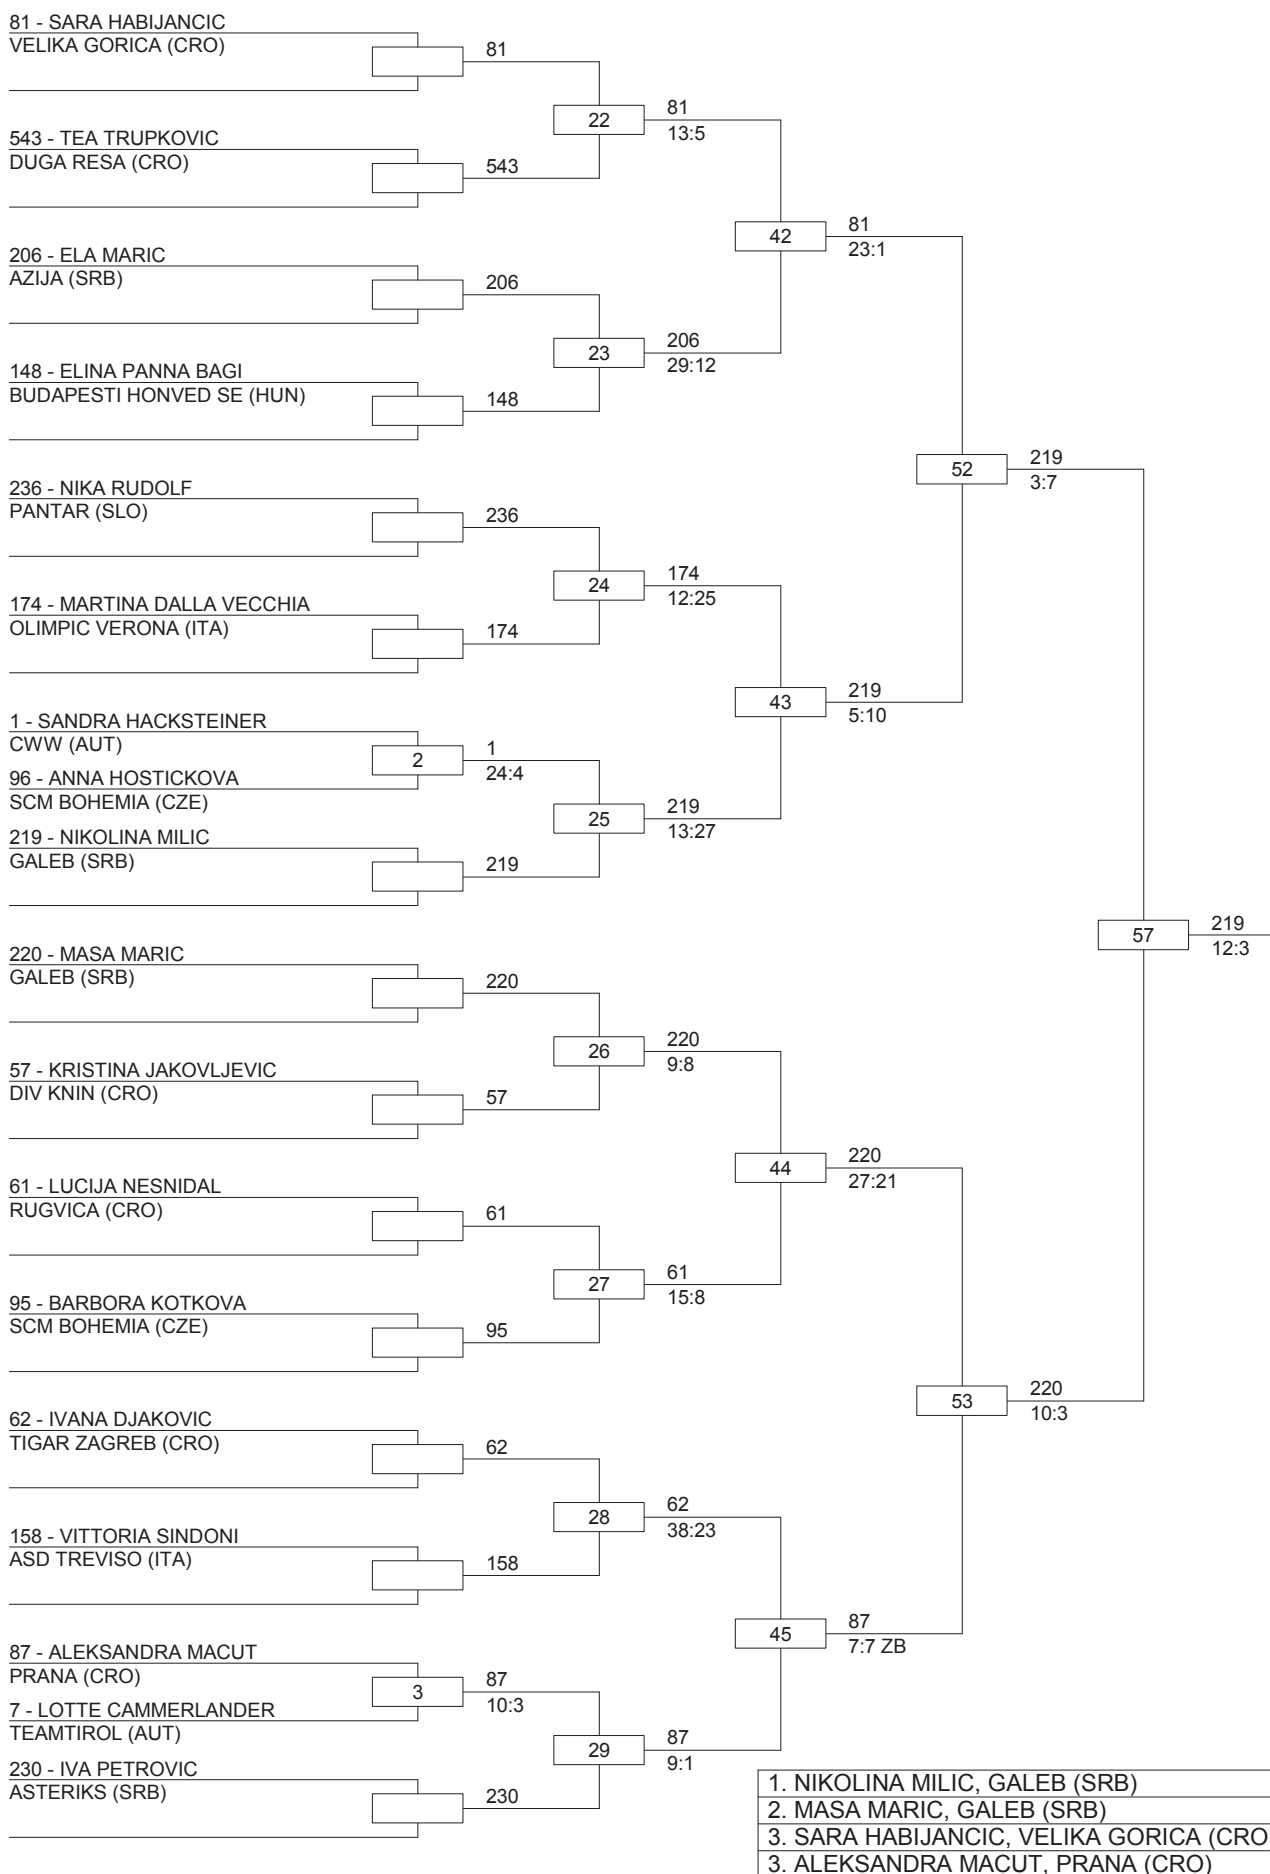 81 - SARA HABIJANCIC
VELIKA GORICA (CRO)
81
22
81
13:5
543 - TEA TRUPKOVIC
DUGA RESA (CRO)
543
42
81
23:1
206 - ELA MARIC
AZIJA (SRB)
206
23
206
29:12
148 - ELINA PANNA BAGI
BUDAPESTI HONVED SE (HUN)
148
52
219
3:7
236 - NIKA RUDOLF
PANTAR (SLO)
236
24
174
12:25
174 - MARTINA DALLA VECCHIA
OLIMPIC VERONA (ITA)
174
43
219
5:10
1 - SANDRA HACKSTEINER
CWW (AUT)
2
1
24:4
96 - ANNA HOSTICKOVA
SCM BOHEMIA (CZE)
25
219
13:27
219 - NIKOLINA MILIC
GALEB (SRB)
219
57
219
12:3
220 - MASA MARIC
GALEB (SRB)
220
26
220
9:8
57 - KRISTINA JAKOVLJEVIC
DIV KNIN (CRO)
57
44
220
27:21
61 - LUCIJA NESNIDAL
RUGVICA (CRO)
61
27
61
15:8
95 - BARBORA KOTKOVA
SCM BOHEMIA (CZE)
95
53
220
10:3
62 - IVANA DJAKOVIC
TIGAR ZAGREB (CRO)
62
28
62
38:23
158 - VITTORIA SINDONI
ASD TREVISO (ITA)
158
45
87
7:7 ZB
87 - ALEKSANDRA MACUT
PRANA (CRO)
3
87
10:3
7 - LOTTE CAMMERLANDER
TEAMTIROL (AUT)
29
87
9:1
230 - IVA PETROVIC
ASTERIKS (SRB)
230
1. NIKOLINA MILIC, GALEB (SRB)
2. MASA MARIC, GALEB (SRB)
3. SARA HABIJANCIC, VELIKA GORICA (CRO
3. ALEKSANDRA MACUT, PRANA (CRO)